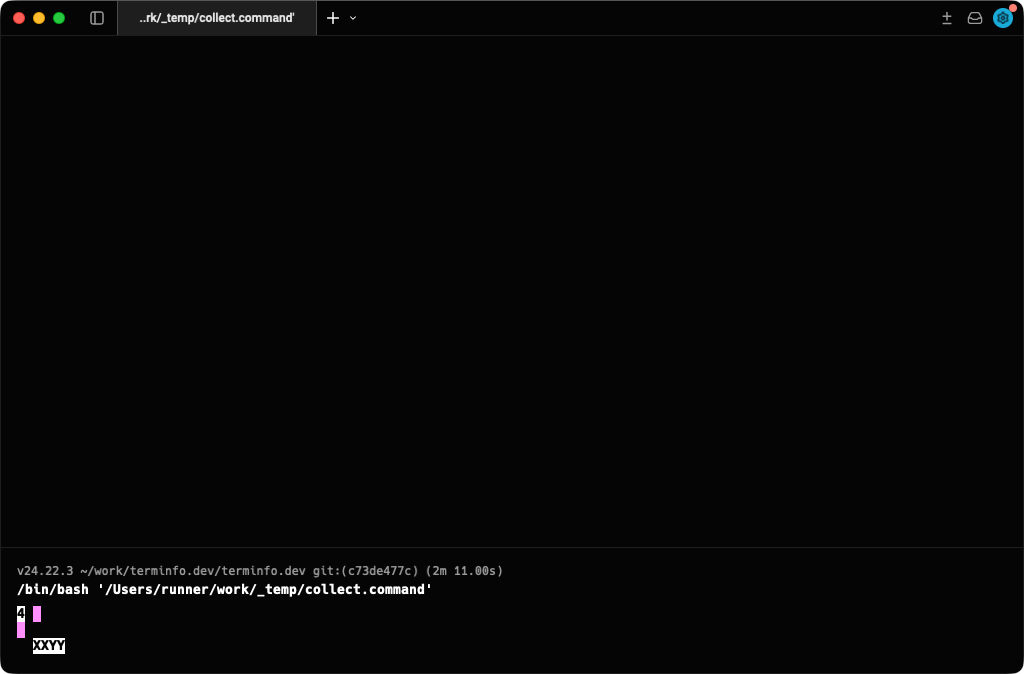 ..rk/_temp/collect.command'
v24.22.3 ~/work/terminfo.dev/terminfo.dev git:(c73de477c) (2m 11.00s)
/bin/bash '/Users/runner/work/_temp/collect.command'
4
XXYY